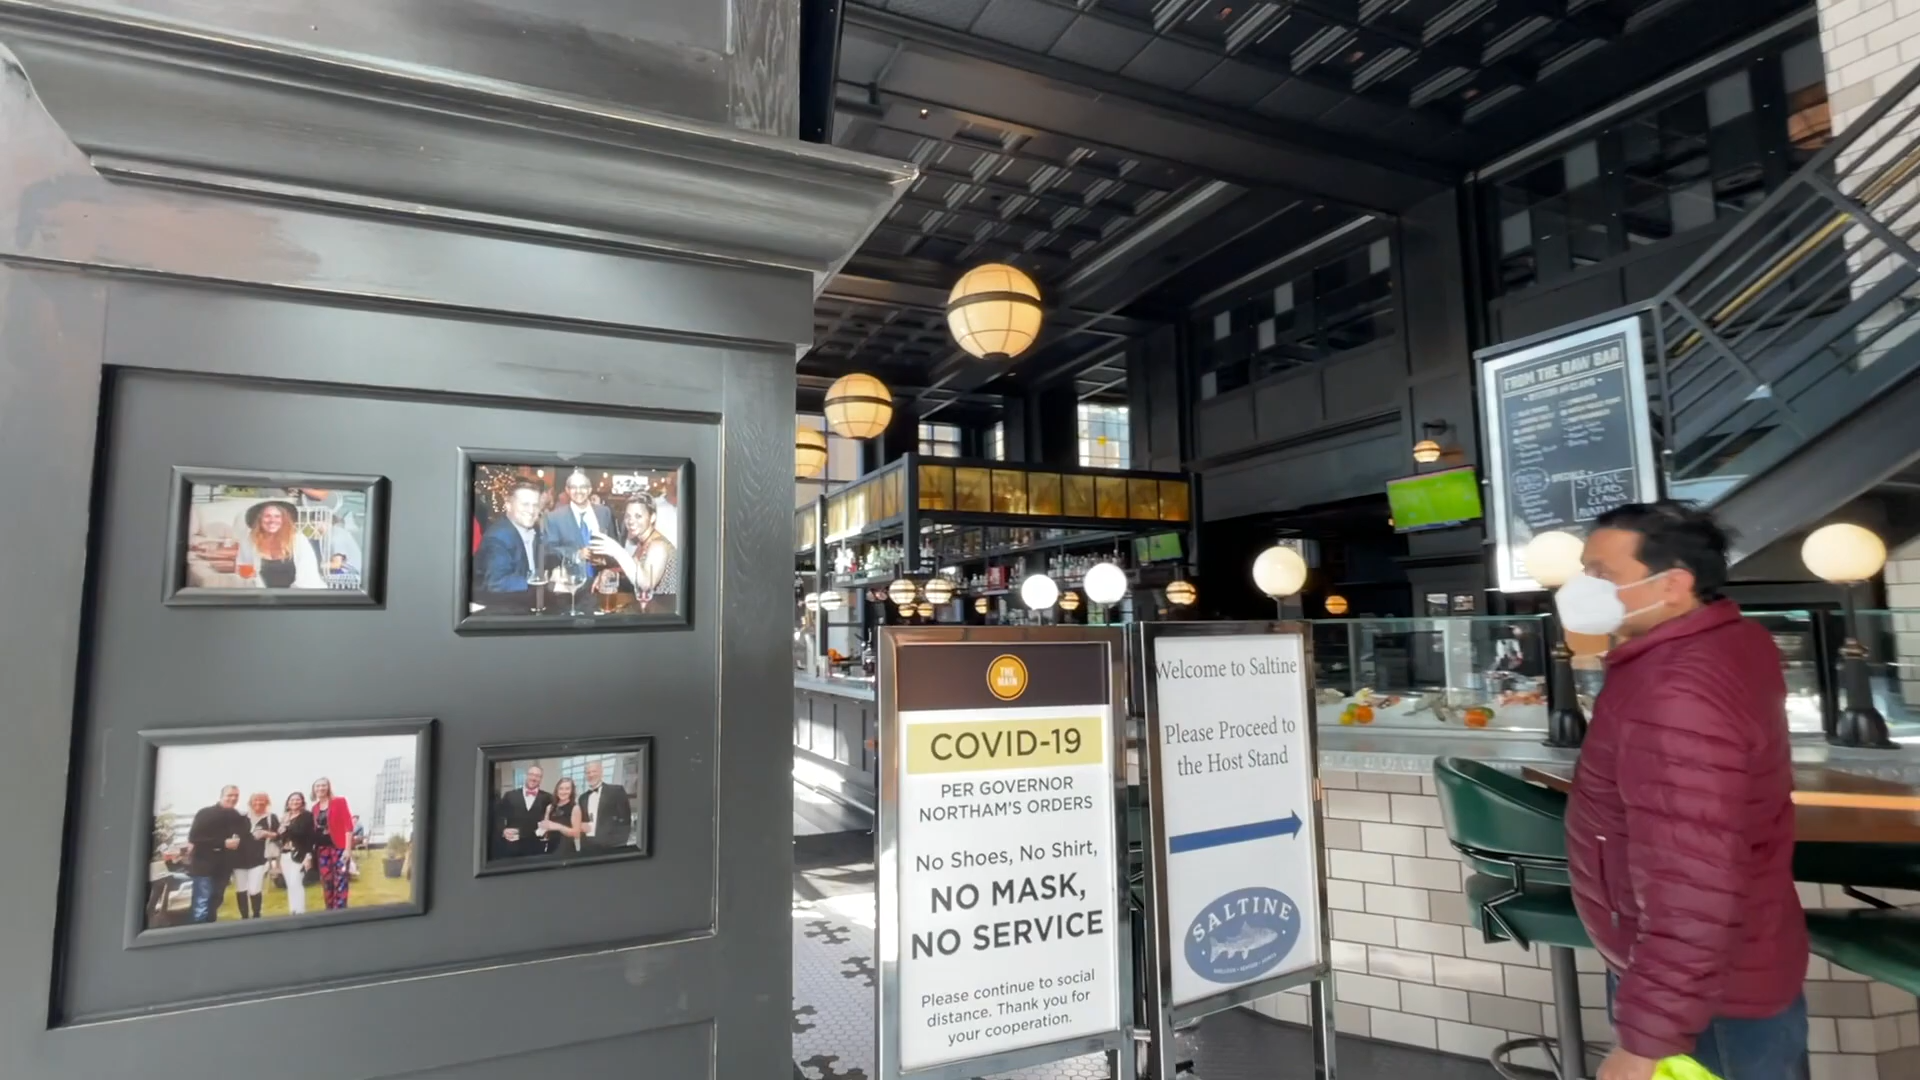 THE
MAIN
COVID-19
PER GOVERNOR
NORTHAM'S ORDERS
No Shoes, No Shirt,
NO MASK,
NO SERVICE
Please continue to social
distance. Thank you for
your cooperation.
Welcome to Saltine
Please Proceed to
the Host Stand
SALTINE
FROM THE RAW BAR
STONE
CRAB
CLAWS